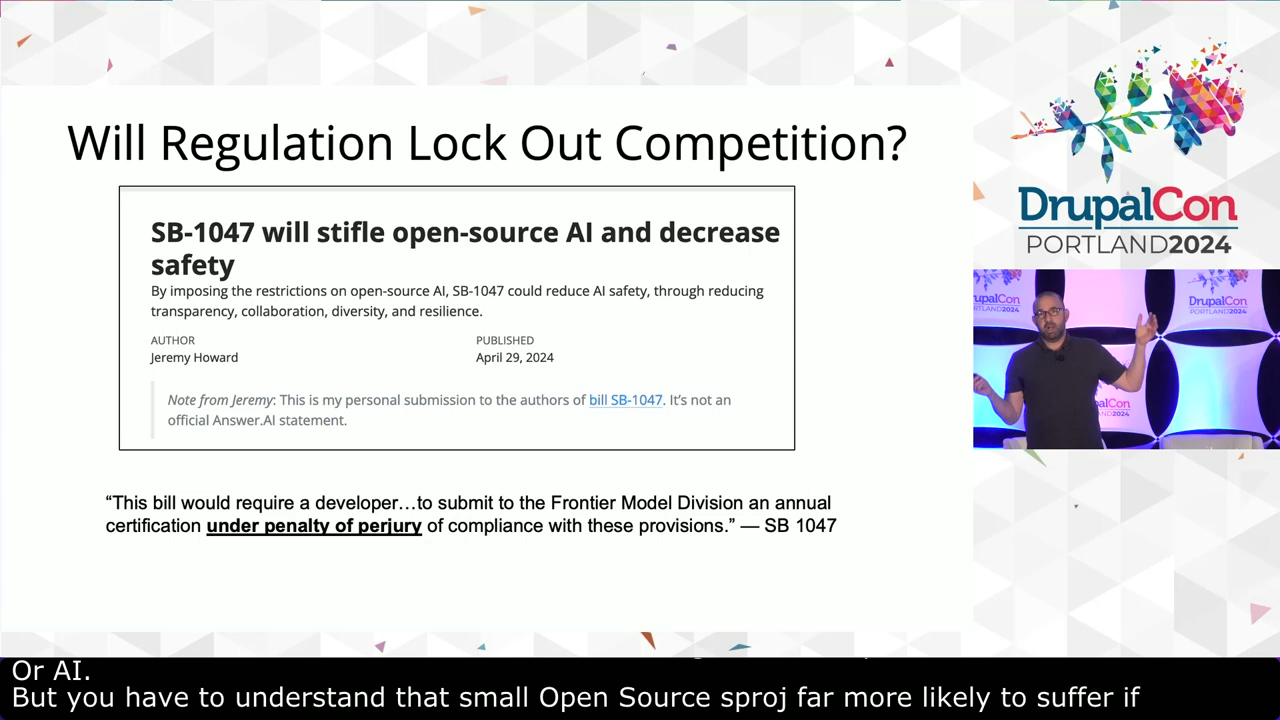 Will Regulation Lock Out Competition?
SB-1047 will stifle open-source AI and decrease
safety
By imposing the restrictions on open-source AI, SB-1047 could reduce AI safety, through reducing
transparency, collaboration, diversity, and resilience.
AUTHOR
PUBLISHED
Jeremy Howard
April 29, 2024
Note from Jeremy: This is my personal submission to the authors of bill SB-1047. It’s not an
official Answer.AI statement.
“This bill would require a developer…to submit to the Frontier Model Division an annual
certification under penalty of perjury of compliance with these provisions.” — SB 1047
DrupalCon
PORTLAND2024
DrupalCon
PORTLAND2024
Or AI.
But you have to understand that small Open Source sproj far more likely to suffer if